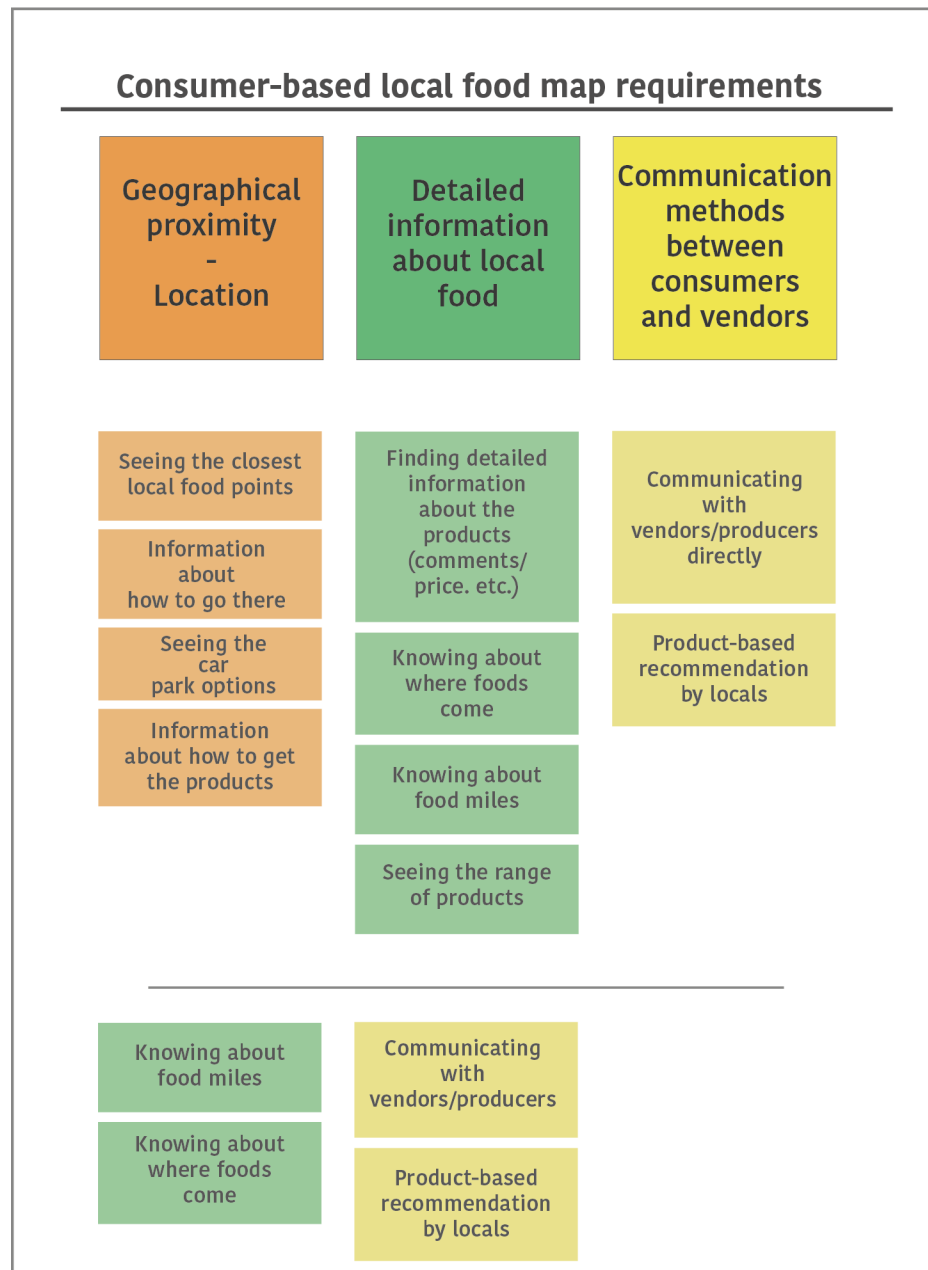 Consumer-based local food map requirements
Geographical
proximity
-
Location
Detailed
information
about local
food
Communication
methods
between
consumers
and vendors
Seeing the closest
local food points
Information
about
how to go there
Seeing the
car
park options
Information
about how to get
the products
Finding detailed
information
about the
products
(comments/
price. etc.)
Knowing about
where foods
come
Knowing about
food miles
Seeing the range
of products
Communicating
with
vendors/producers
directly
Product-based
recommendation
by locals
Knowing about
food miles
Knowing about
where foods
come
Communicating
with
vendors/producers
Product-based
recommendation
by locals